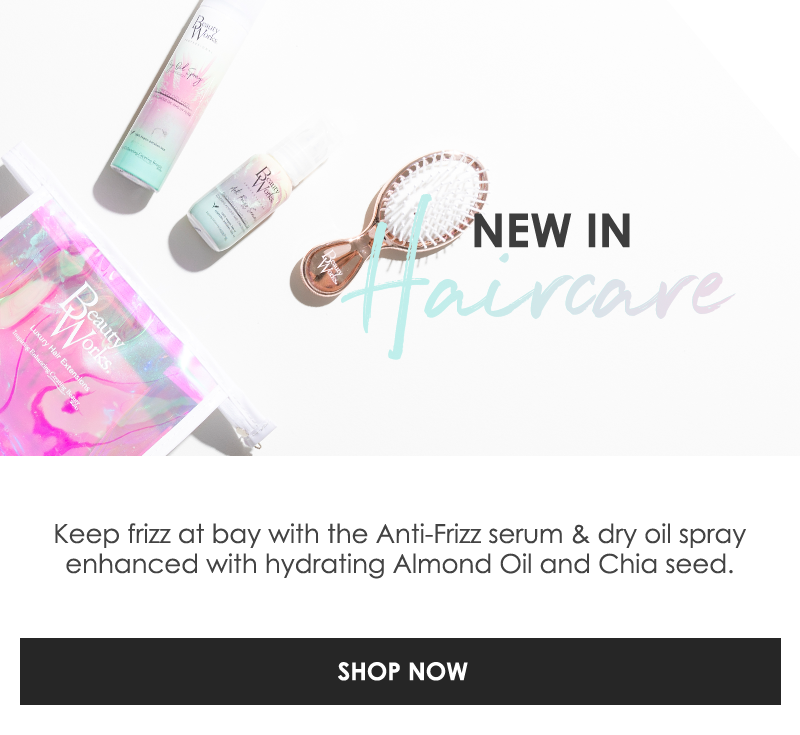 Beauty
Works.
Beauty
Works.
Beauty
Works.
NEW IN
Haircare
Beauty
Works.
Luxury Hair Extensions
Keep frizz at bay with the Anti-Frizz serum & dry oil spray
enhanced with hydrating Almond Oil and Chia seed.
SHOP NOW